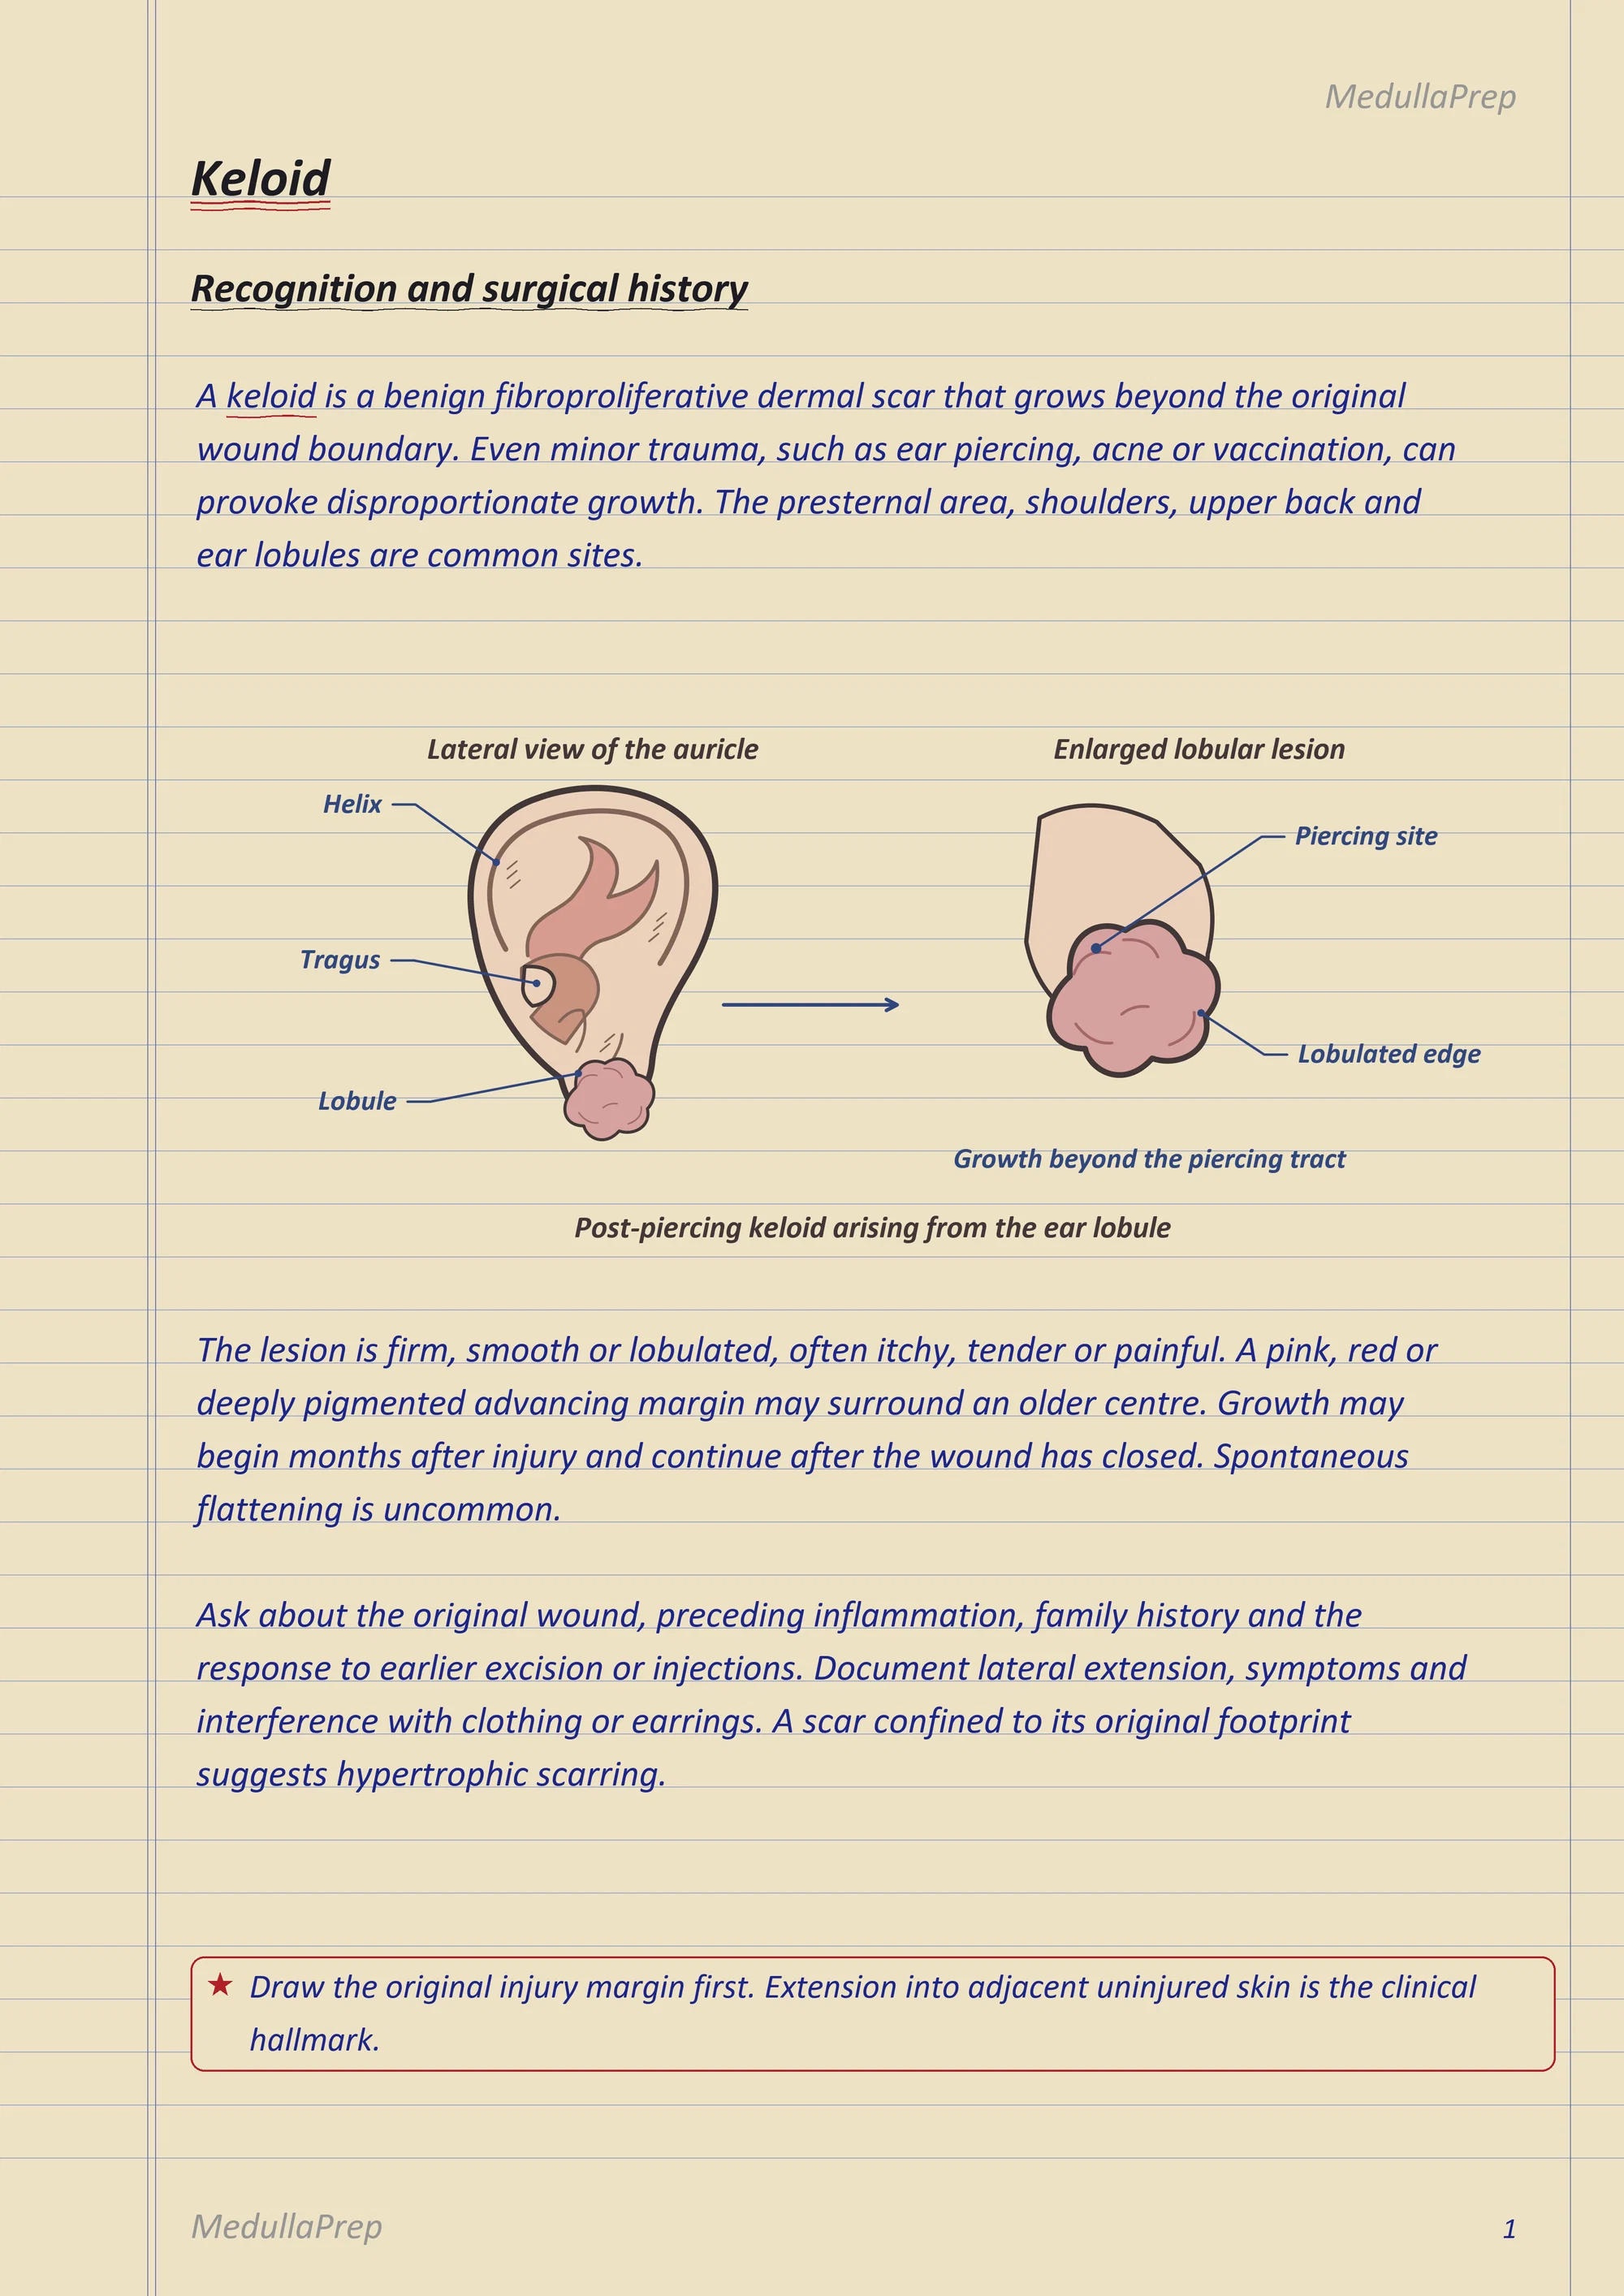 MedullaPrep
Keloid
Recognition and surgical history
A keloid is a benign fibroproliferative dermal scar that grows beyond the original
wound boundary. Even minor trauma, such as ear piercing, acne or vaccination, can
provoke disproportionate growth. The presternal area, shoulders, upper back and
ear lobules are common sites.
Lateral view of the auricle
Helix
Tragus
Lobule
Enlarged lobular lesion
Piercing site
Lobulated edge
Growth beyond the piercing tract
Post-piercing keloid arising from the ear lobule
The lesion is firm, smooth or lobulated, often itchy, tender or painful. A pink, red or
deeply pigmented advancing margin may surround an older centre. Growth may
begin months after injury and continue after the wound has closed. Spontaneous
flattening is uncommon.
Ask about the original wound, preceding inflammation, family history and the
response to earlier excision or injections. Document lateral extension, symptoms and
interference with clothing or earrings. A scar confined to its original footprint
suggests hypertrophic scarring.
★ Draw the original injury margin first. Extension into adjacent uninjured skin is the clinical
hallmark.
MedullaPrep
1